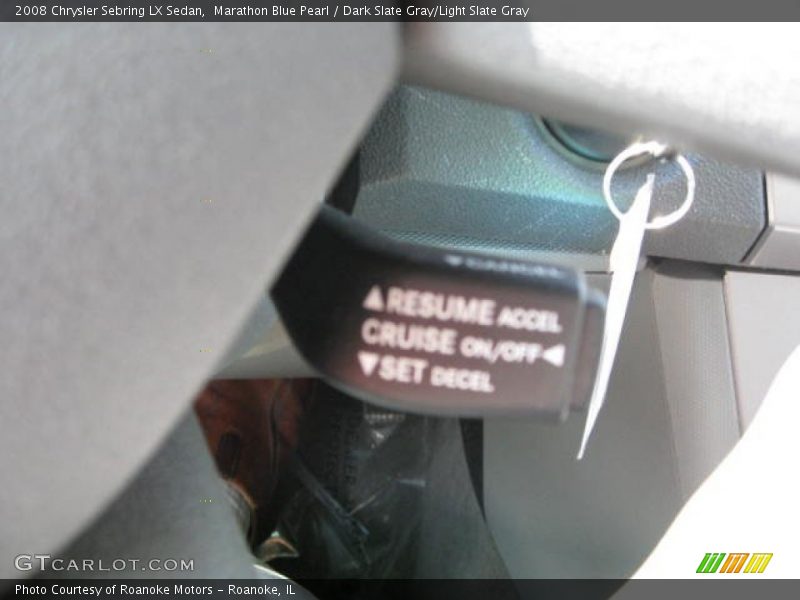 2008 Chrysler Sebring LX Sedan,  Marathon Blue Pearl / Dark Slate Gray/Light Slate Gray
▲RESUME ACCEL
CRUISE ON/OFF◀
▼SET DECEL
GTCARLOT.COM
Photo Courtesy of Roanoke Motors - Roanoke, IL